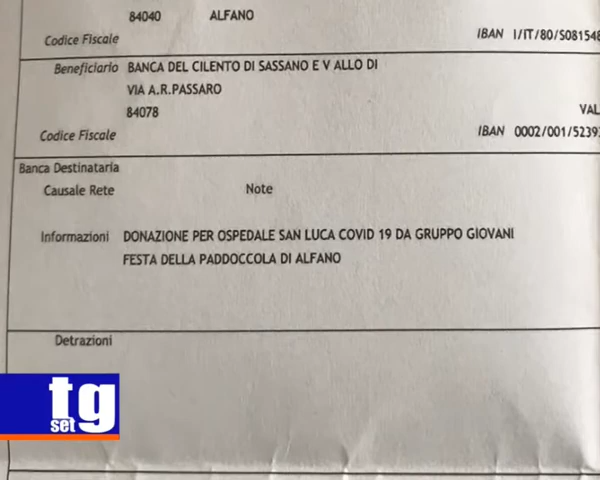 84040 ALFANO
Codice Fiscale IBAN I/IT/80/S081548
Beneficiario BANCA DEL CILENTO DI SASSANO E V ALLO DI
VIA A.R.PASSARO
84078 VAL
Codice Fiscale IBAN 0002/001/5239
Banca Destinataria
Causale Rete Note
Informazioni DONAZIONE PER OSPEDALE SAN LUCA COVID 19 DA GRUPPO GIOVANI
FESTA DELLA PADDOCCOLA DI ALFANO
Detrazioni
tg
set